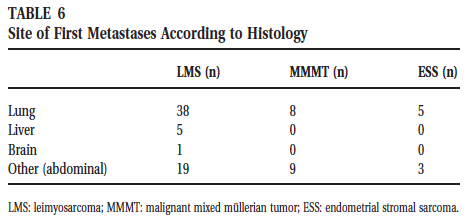 TABLE 6
Site of First Metastases According to Histology
LMS (n) MMMT (n) ESS (n)
Lung 38 8 5
Liver 5 0 0
Brain 1 0 0
Other (abdominal) 19 9 3
LMS: leimyosarcoma; MMMT: malignant mixed müllerian tumor; ESS: endometrial stromal sarcoma.